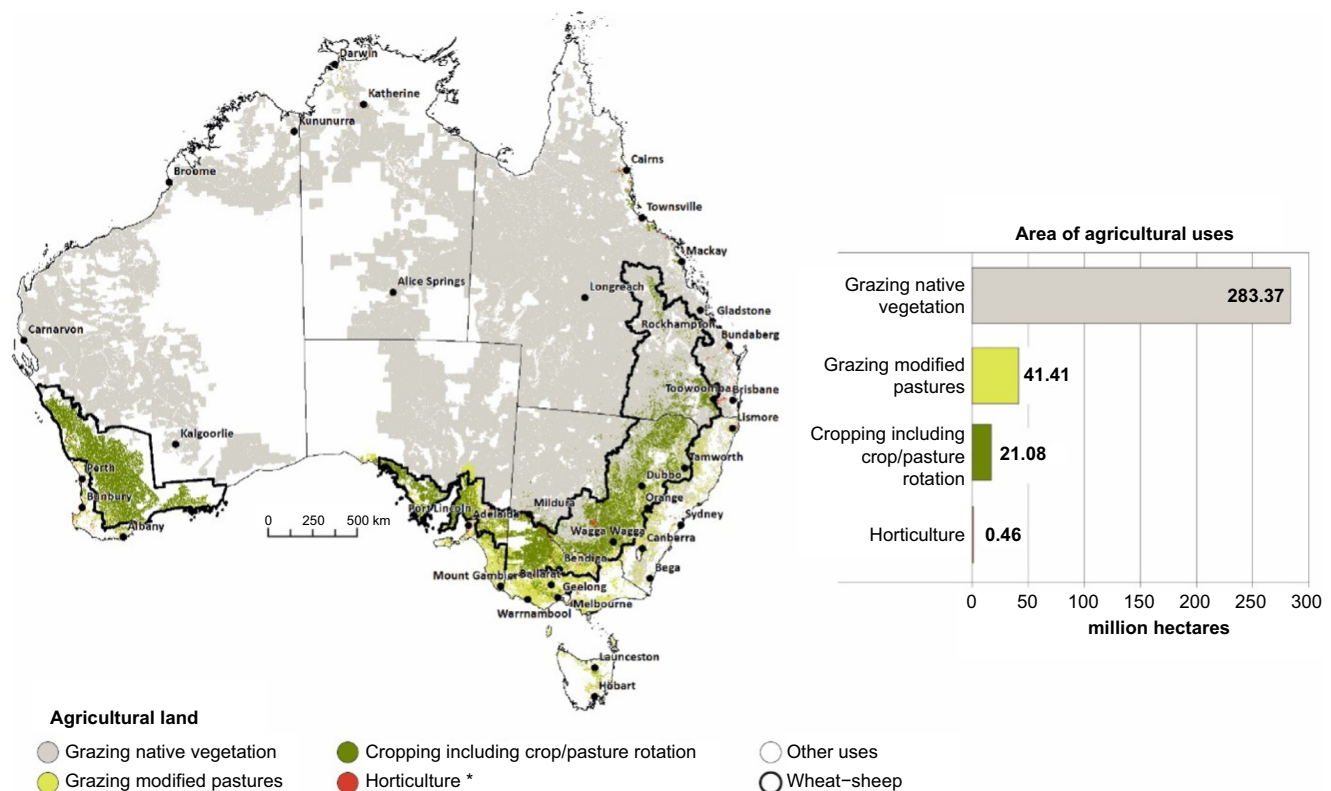 Darwin
Katherine
Kununurra
Broome
Cairns
Townsville
Mackay
Alice Springs
Longreach
Gladstone
Rockhampton
Bundaberg
Carnarvon
Toowoomba
Brisbane
Lismore
Kalgoorlie
Tamworth
Perth
Dubbo
Bunbury
Mildura
Orange
Port Lincoln
Adelaide
Sydney
Albany
0 250 500 km
Wagga Wagga
Canberra
Bendigo
Bega
Mount Gambier
Ballarat
Geelong
Melbourne
Warrnambool
Launceston
Hobart
Area of agricultural uses
Grazing native
vegetation
283.37
Grazing modified
pastures
41.41
Cropping including
crop/pasture
rotation
21.08
Horticulture
0.46
0 50 100 150 200 250 300
million hectares
Agricultural land
Grazing native vegetation
Cropping including crop/pasture rotation
Other uses
Grazing modified pastures
Horticulture *
Wheat−sheep